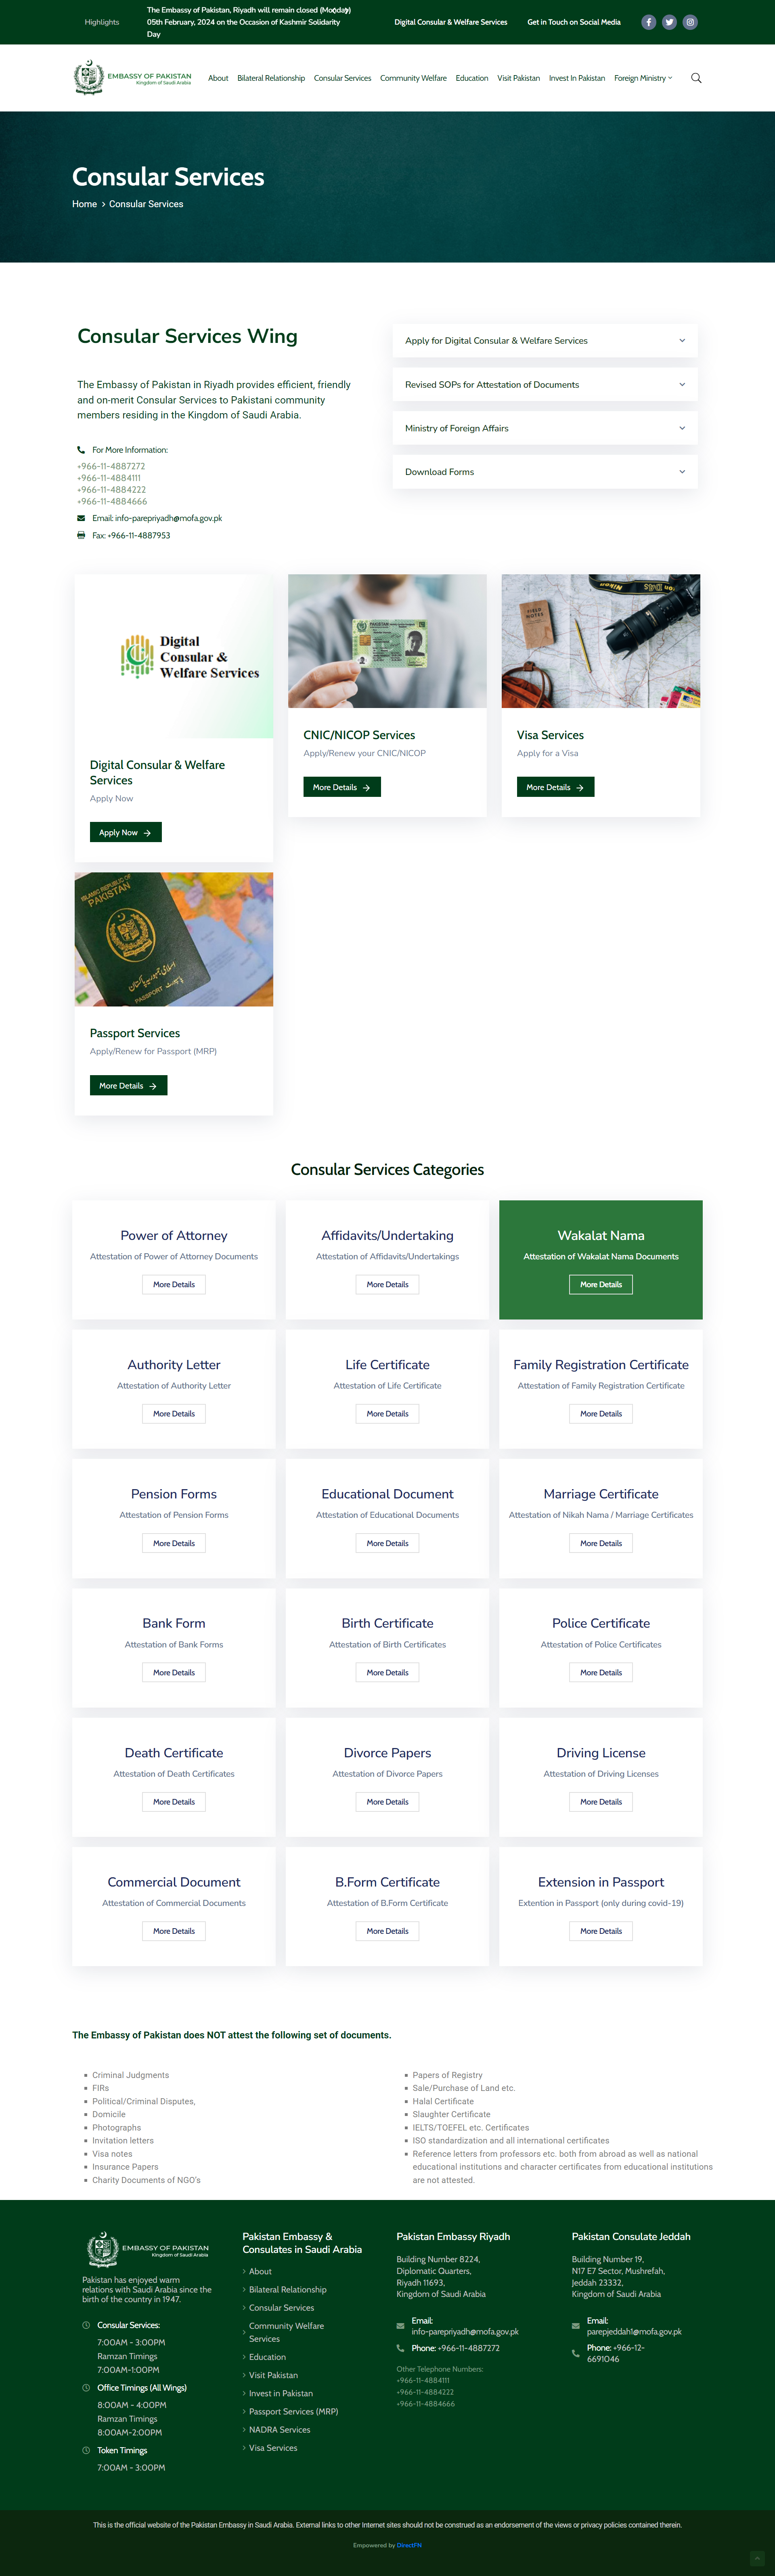 Highlights
The Embassy of Pakistan, Riyadh will remain closed (Monday)
05th February, 2024 on the Occasion of Kashmir Solidarity
Day
Digital Consular & Welfare Services
Get in Touch on Social Media
EMBASSY OF PAKISTAN
Kingdom of Saudi Arabia
About
Bilateral Relationship
Consular Services
Community Welfare
Education
Visit Pakistan
Invest In Pakistan
Foreign Ministry
Consular Services
Home > Consular Services
Consular Services Wing
The Embassy of Pakistan in Riyadh provides efficient, friendly
and on-merit Consular Services to Pakistani community
members residing in the Kingdom of Saudi Arabia.
For More Information:
+966-11-4887272
+966-11-4884111
+966-11-4884222
+966-11-4884666
Email: info-parepriyadh@mofa.gov.pk
Fax: +966-11-4887953
Apply for Digital Consular & Welfare Services
Revised SOPs for Attestation of Documents
Ministry of Foreign Affairs
Download Forms
Digital
Consular &
Welfare Services
Digital Consular & Welfare
Services
Apply Now
Apply Now
PAKISTAN
CNIC/NICOP Services
Apply/Renew your CNIC/NICOP
More Details
FIELD
NOTES
Nikon
Visa Services
Apply for a Visa
More Details
ISLAMIC REPUBLIC OF
PAKISTAN
PASSPORT
Passport Services
Apply/Renew for Passport (MRP)
More Details
Consular Services Categories
Power of Attorney
Attestation of Power of Attorney Documents
More Details
Affidavits/Undertaking
Attestation of Affidavits/Undertakings
More Details
Wakalat Nama
Attestation of Wakalat Nama Documents
More Details
Authority Letter
Attestation of Authority Letter
More Details
Life Certificate
Attestation of Life Certificate
More Details
Family Registration Certificate
Attestation of Family Registration Certificate
More Details
Pension Forms
Attestation of Pension Forms
More Details
Educational Document
Attestation of Educational Documents
More Details
Marriage Certificate
Attestation of Nikah Nama / Marriage Certificates
More Details
Bank Form
Attestation of Bank Forms
More Details
Birth Certificate
Attestation of Birth Certificates
More Details
Police Certificate
Attestation of Police Certificates
More Details
Death Certificate
Attestation of Death Certificates
More Details
Divorce Papers
Attestation of Divorce Papers
More Details
Driving License
Attestation of Driving Licenses
More Details
Commercial Document
Attestation of Commercial Documents
More Details
B.Form Certificate
Attestation of B.Form Certificate
More Details
Extension in Passport
Extention in Passport (only during covid-19)
More Details
The Embassy of Pakistan does NOT attest the following set of documents.
Criminal Judgments
FIRs
Political/Criminal Disputes,
Domicile
Photographs
Invitation letters
Visa notes
Insurance Papers
Charity Documents of NGO's
Papers of Registry
Sale/Purchase of Land etc.
Halal Certificate
Slaughter Certificate
IELTS/TOEFEL etc. Certificates
ISO standardization and all international certificates
Reference letters from professors etc. both from abroad as well as national
educational institutions and character certificates from educational institutions
are not attested.
EMBASSY OF PAKISTAN
Kingdom of Saudi Arabia
Pakistan has enjoyed warm
relations with Saudi Arabia since the
birth of the country in 1947.
Consular Services:
7:00AM - 3:00PM
Ramzan Timings
7:00AM-1:00PM
Office Timings (All Wings)
8:00AM - 4:00PM
Ramzan Timings
8:00AM-2:00PM
Token Timings
7:00AM - 3:00PM
Pakistan Embassy &
Consulates in Saudi Arabia
About
Bilateral Relationship
Consular Services
Community Welfare
Services
Education
Visit Pakistan
Invest in Pakistan
Passport Services (MRP)
NADRA Services
Visa Services
Pakistan Embassy Riyadh
Building Number 8224,
Diplomatic Quarters,
Riyadh 11693,
Kingdom of Saudi Arabia
Email:
info-parepriyadh@mofa.gov.pk
Phone: +966-11-4887272
Other Telephone Numbers:
+966-11-4884111
+966-11-4884222
+966-11-4884666
Pakistan Consulate Jeddah
Building Number 19,
N17 E7 Sector, Mushrefah,
Jeddah 23332,
Kingdom of Saudi Arabia
Email:
parepjeddah1@mofa.gov.pk
Phone: +966-12-
6691046
This is the official website of the Pakistan Embassy in Saudi Arabia. External links to other Internet sites should not be construed as an endorsement of the views or privacy policies contained therein.
Empowered by DirectFN